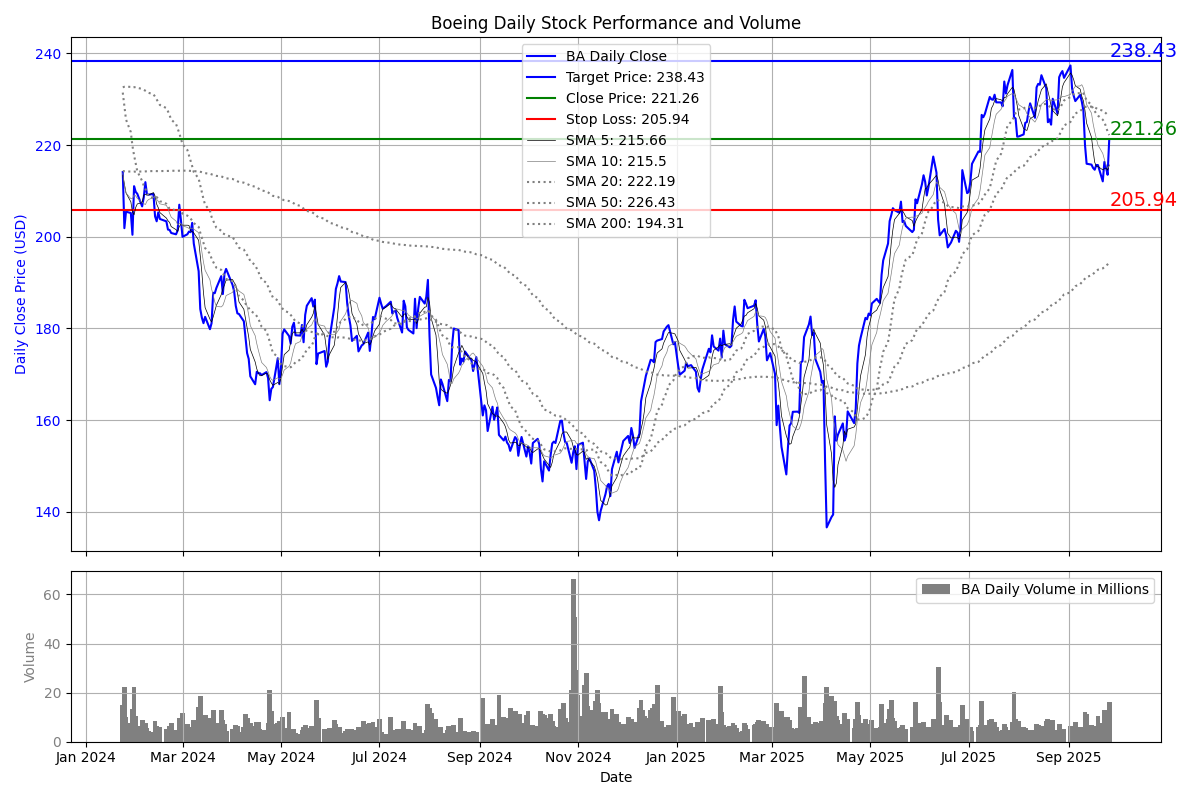 Boeing Daily Stock Performance and Volume
Daily Close Price (USD)
240
220
200
180
160
140
BA Daily Close
Target Price: 238.43
Close Price: 221.26
Stop Loss: 205.94
SMA 5: 215.66
SMA 10: 215.5
SMA 20: 222.19
SMA 50: 226.43
SMA 200: 194.31
238.43
221.26
205.94
Volume
60
40
20
0
BA Daily Volume in Millions
Jan 2024 Mar 2024 May 2024 Jul 2024 Sep 2024 Nov 2024 Jan 2025 Mar 2025 May 2025 Jul 2025 Sep 2025
Date